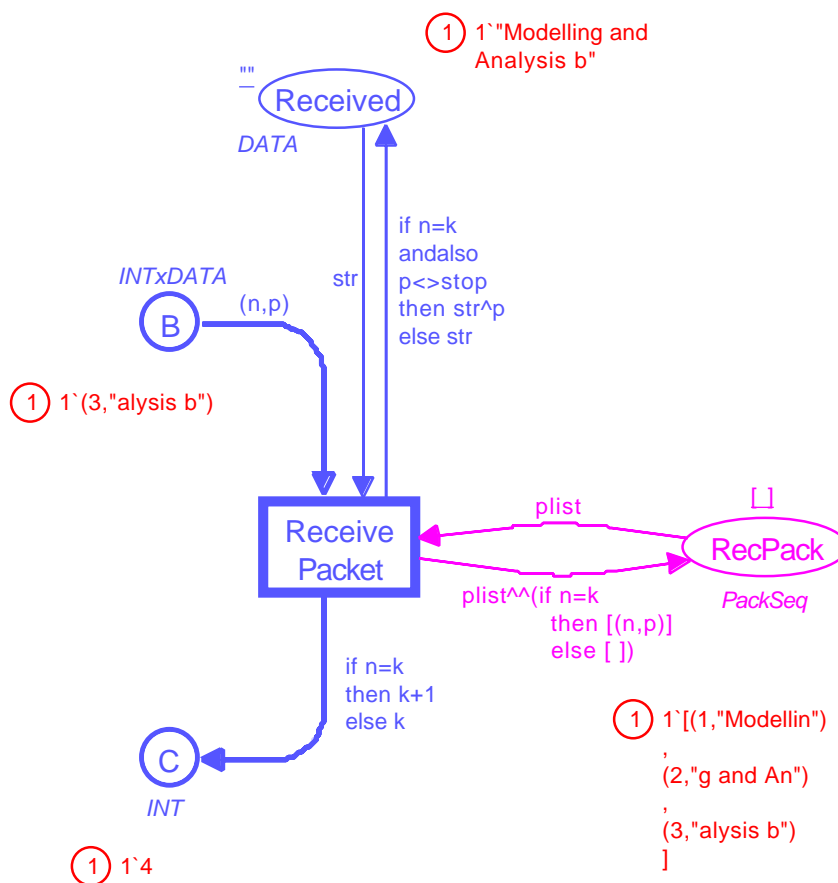 1 1`"Modelling and
Analysis b"
""
Received
DATA
if n=k
andalso
p<>stop
then str^p
else str
str
INTxDATA
(n,p)
B
1 1`(3,"alysis b")
Receive
Packet
plist
[ ]
RecPack
PackSeq
plist^^(if n=k
then [(n,p)]
else [ ])
if n=k
then k+1
else k
C
INT
1 1`4
1 1`[(1,"Modellin")
,
(2,"g and An")
,
(3,"alysis b")
]